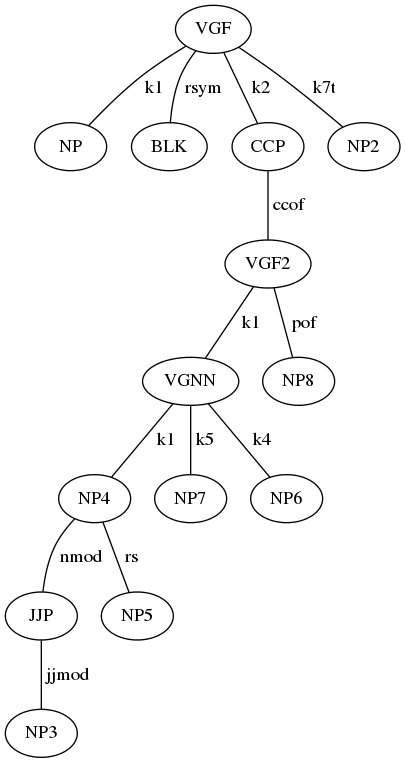 VGF
k1 rsym k2 k7t
NP BLK CCP NP2
ccof
VGF2
k1 pof
VGNN NP8
k1 k5 k4
NP4 NP7 NP6
nmod rs
JJP NP5
jjmod
NP3